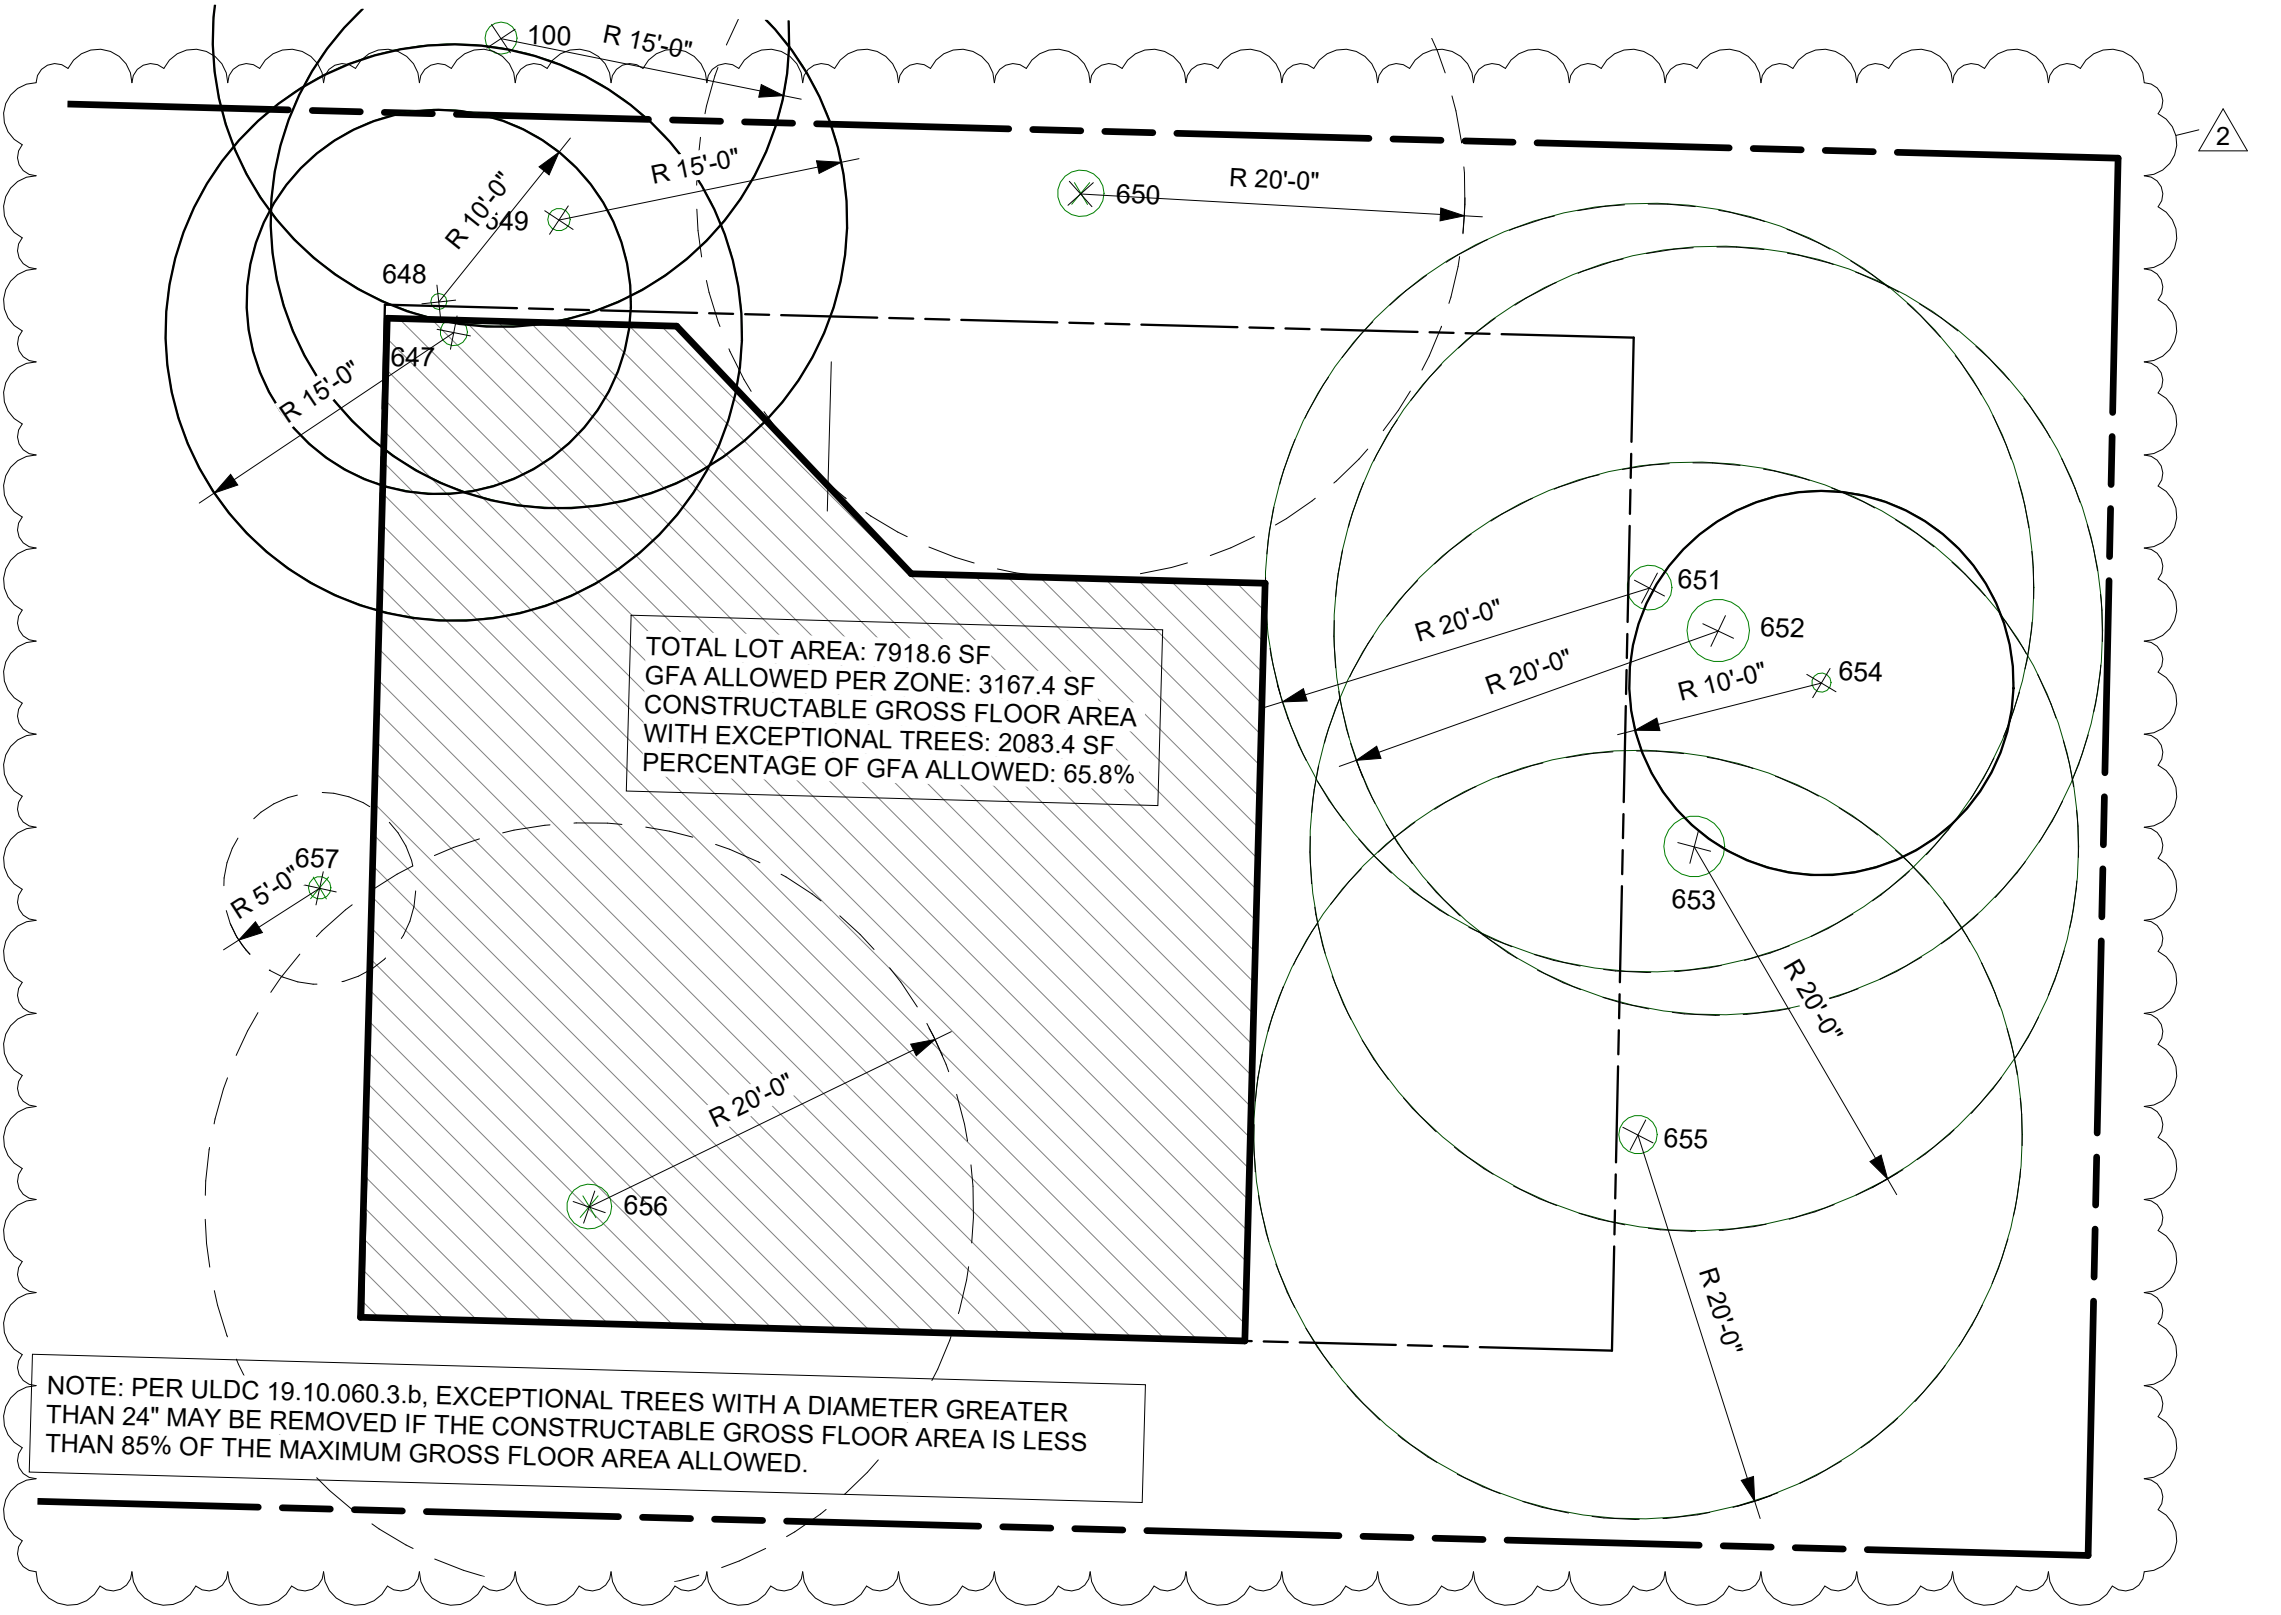 100
R 15'-0"
2
R 15'-0"
R 10'-0"
649
650
R 20'-0"
648
647
R 15'-0"
651
R 20'-0"
652
R 20'-0"
654
R 10'-0"
TOTAL LOT AREA: 7918.6 SF
GFA ALLOWED PER ZONE: 3167.4 SF
CONSTRUCTABLE GROSS FLOOR AREA
WITH EXCEPTIONAL TREES: 2083.4 SF
PERCENTAGE OF GFA ALLOWED: 65.8%
657
R 5'-0"
653
R 20'-0"
R 20'-0"
655
656
R 20'-0"
NOTE: PER ULDC 19.10.060.3.b, EXCEPTIONAL TREES WITH A DIAMETER GREATER
THAN 24" MAY BE REMOVED IF THE CONSTRUCTABLE GROSS FLOOR AREA IS LESS
THAN 85% OF THE MAXIMUM GROSS FLOOR AREA ALLOWED.